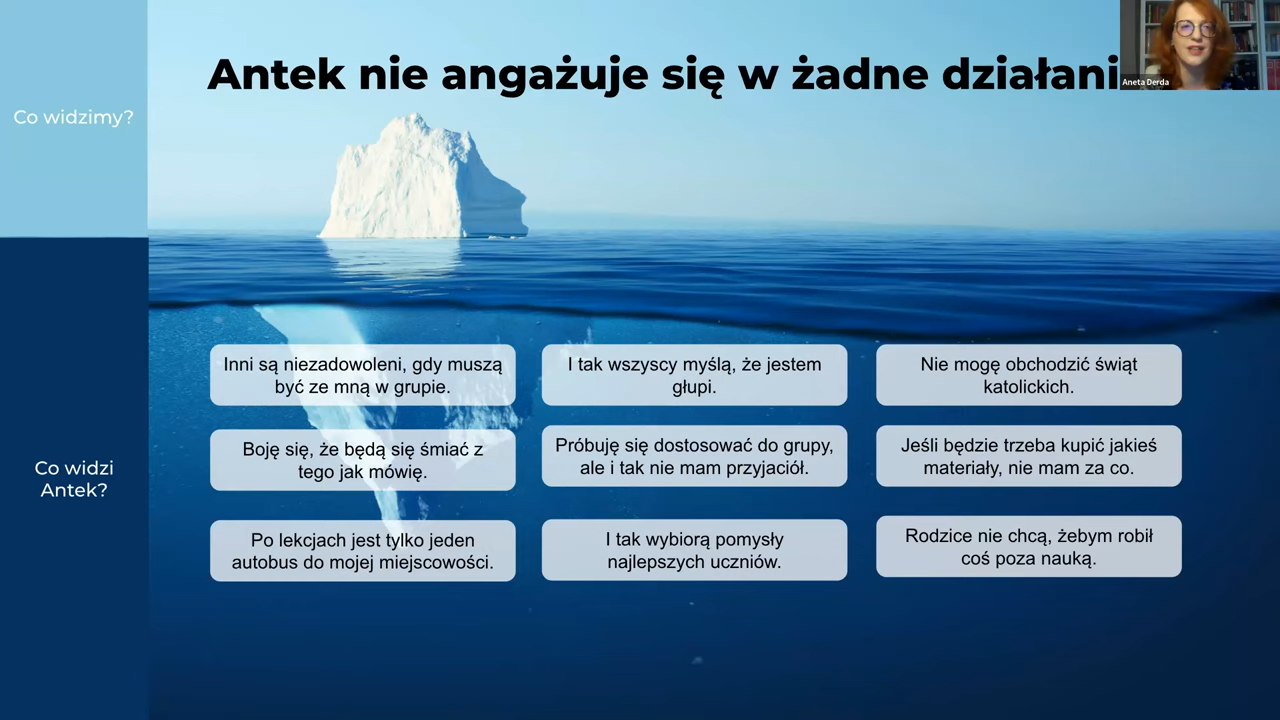 Antek nie angażuje się w żadne działani
Aneta Derda
Co widzimy?
Inni są niezadowoleni, gdy muszą
być ze mną w grupie.
I tak wszyscy myślą, że jestem
głupi.
Nie mogę obchodzić świąt
katolickich.
Co widzi
Antek?
Boję się, że będą się śmiać z
tego jak mówię.
Próbuję się dostosować do grupy,
ale i tak nie mam przyjaciół.
Jeśli będzie trzeba kupić jakieś
materiały, nie mam za co.
Po lekcjach jest tylko jeden
autobus do mojej miejscowości.
I tak wybiorą pomysły
najlepszych uczniów.
Rodzice nie chcą, żebym robił
coś poza nauką.